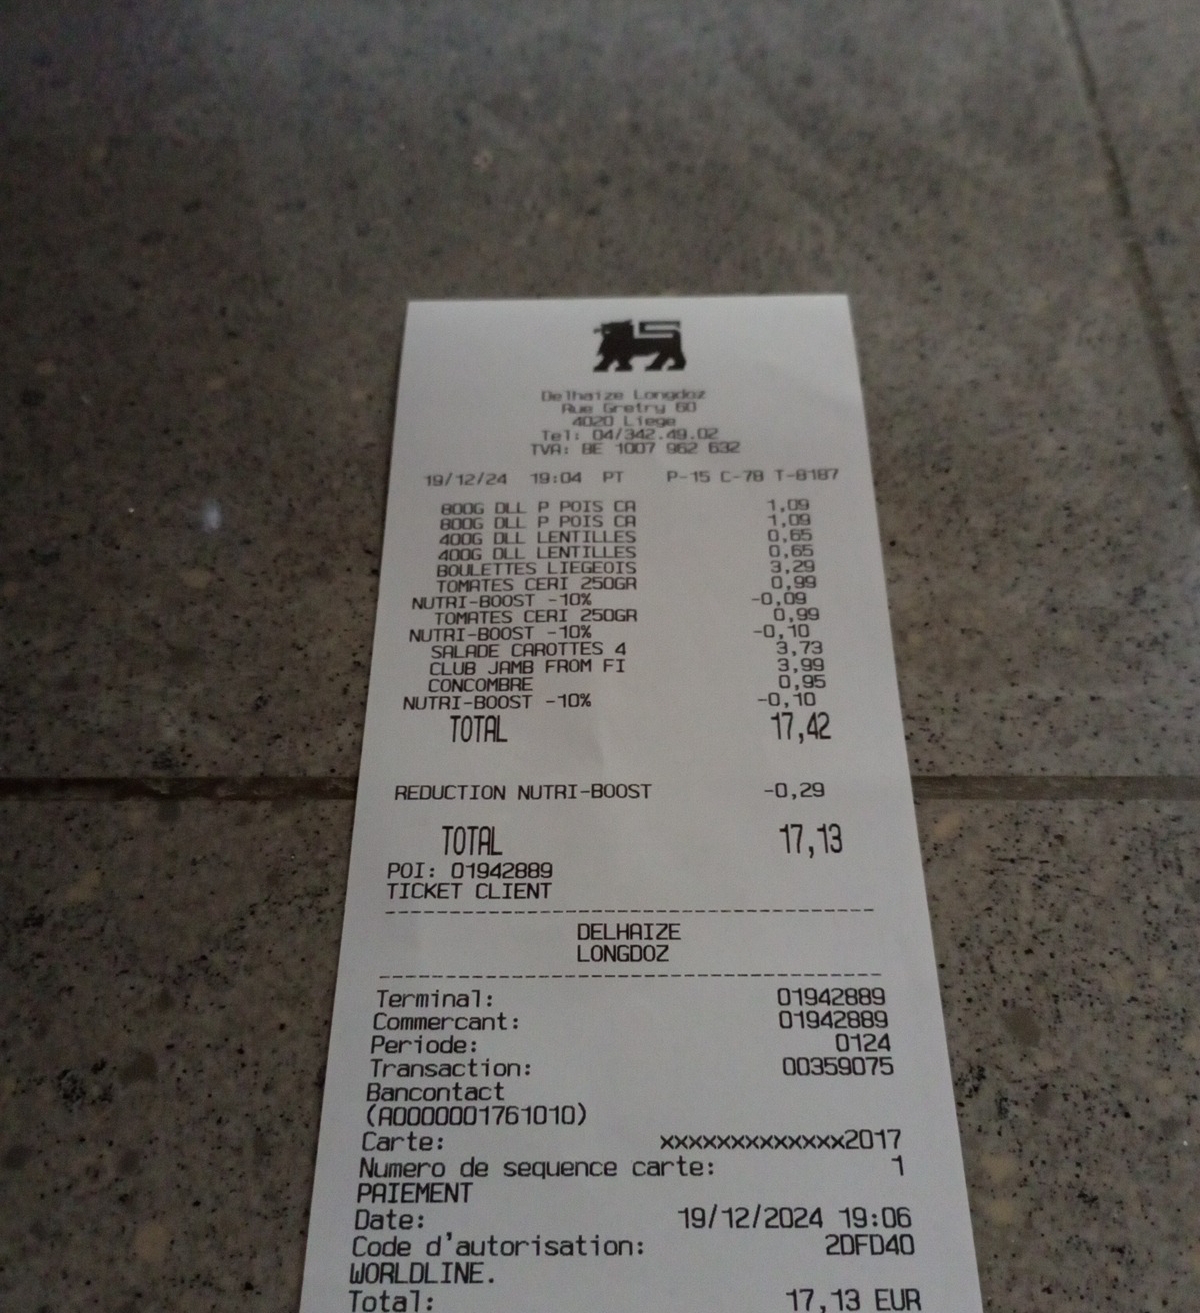 Delhaize Longdoz
Rue Gretry 60
4020 Liege
Tel: 04/342.49.02
TVA: BE 1007 962 632
19/12/24 19:04 PT P-15 C-78 T-8187
800G DLL P POIS CA 1,09
800G DLL P POIS CA 1,09
400G DLL LENTILLES 0,65
400G DLL LENTILLES 0,65
BOULETTES LIEGEOIS 3,29
TOMATES CERI 250GR 0,99
NUTRI-BOOST -10% -0,09
TOMATES CERI 250GR 0,99
NUTRI-BOOST -10% -0,10
SALADE CAROTTES 4 3,73
CLUB JAMB FROM FI 3,99
CONCOMBRE 0,95
NUTRI-BOOST -10% -0,10
TOTAL 17,42
REDUCTION NUTRI-BOOST -0,29
TOTAL 17,13
POI: 01942889
TICKET CLIENT
DELHAIZE
LONGDOZ
Terminal: 01942889
Commercant: 01942889
Periode: 0124
Transaction: 00359075
Bancontact
(A0000001761010)
Carte: xxxxxxxxxxxxx2017
Numero de sequence carte: 1
PAIEMENT
Date: 19/12/2024 19:06
Code d'autorisation: 2DFD40
WORLDLINE.
Total: 17,13 EUR